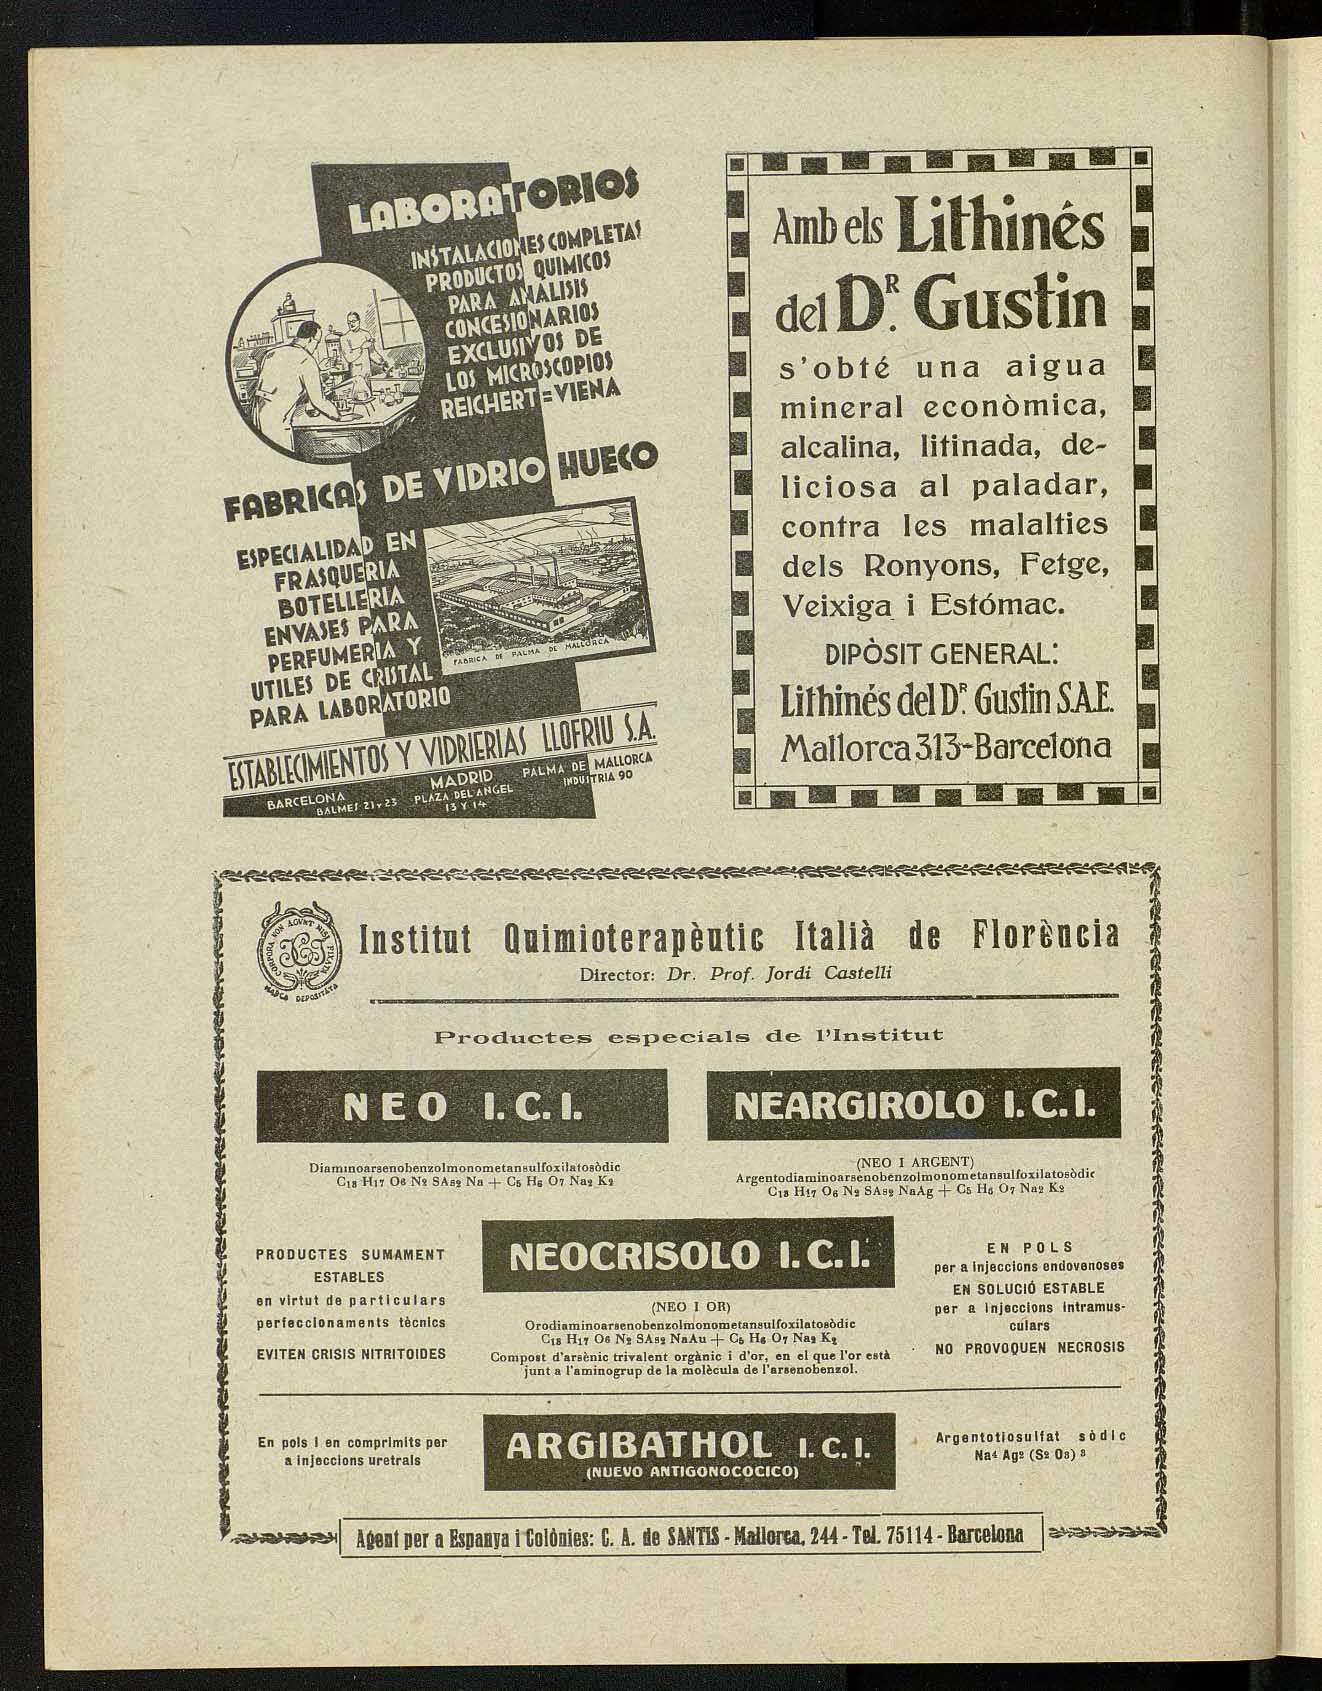 LABORATORIOS
INSTALACIONES COMPLETAS
PRODUCTOS QUIMICOS
PARA ANALISIS
CONCESIONARIOS
EXCLUSIVOS DE
LOS MICROSCOPIOS
REICHERT=VIENA
FABRICAS DE VIDRIO HUECO
ESPECIALIDAD EN
FRASQUERIA
BOTELLERIA
ENVASES PARA
PERFUMERIA Y
UTILES DE CRISTAL
PARA LABORATORIO
FABRICA DE PALMA DE MALLORCA
ESTABLECIMIENTOS Y VIDRIERIAS LLOFRIU S.A.
BARCELONA
BALMES 21 y 23
MADRID
PLAZA DEL ANGEL
13 Y 14
PALMA DE MALLORCA
INDUSTRIA 90
Amb els Lithinés
del DR. Gustin
s'obté una aigua
mineral econòmica,
alcalina, litinada, de-
liciosa al paladar,
contra les malalties
dels Ronyons, Fetge,
Veixiga i Estómac.
DIPÒSIT GENERAL:
Lithinés del DR. Gustin S.A.E.
Mallorca 313-Barcelona
CORPORA NON AGUNT NISI FIXATA
MARCA DEPOSITATA
Institut Quimioterapèutic Italià de Florència
Director: Dr. Prof. Jordi Castelli
Productes especials de l'Institut
NEO I.C.I.
Diaminoarsenobenzolmonometansulfoxilatosòdic
C18 H17 O6 N2 SAs2 Na + C5 H6 O7 Na2 K2
NEARGIROLO I.C.I.
(NEO I ARGENT)
Argentodiaminoarsenobenzolmonometansulfoxilatosòdic
C18 H17 O6 N2 SAs2 NaAg + C5 H6 O7 Na2 K2
PRODUCTES SUMAMENT
ESTABLES
en virtut de particulars
perfeccionaments tècnics
EVITEN CRISIS NITRITOIDES
NEOCRISOLO I.C.I.
(NEO I OR)
Orodiaminoarsenobenzolmonometansulfoxilatosòdic
C18 H17 O6 N2 SAs2 NaAu + C5 H6 O7 Na2 K2
Compost d'arsènic trivalent orgànic i d'or, en el que l'or està
junt a l'aminogrup de la molècula de l'arsenobenzol.
EN POLS
per a injeccions endovenoses
EN SOLUCIÓ ESTABLE
per a injeccions intramus-
culars
NO PROVOQUEN NECROSIS
En pols i en comprimits per
a injeccions uretrals
ARGIBATHOL I.C.I.
(NUEVO ANTIGONOCOCICO)
Argentotiosulfat sòdic
Na4 Ag2 (S2 O3) 3
Agent per a Espanya i Colònies: C. A. de SANTIS - Mallorca, 244 - Tel. 75114 - Barcelona